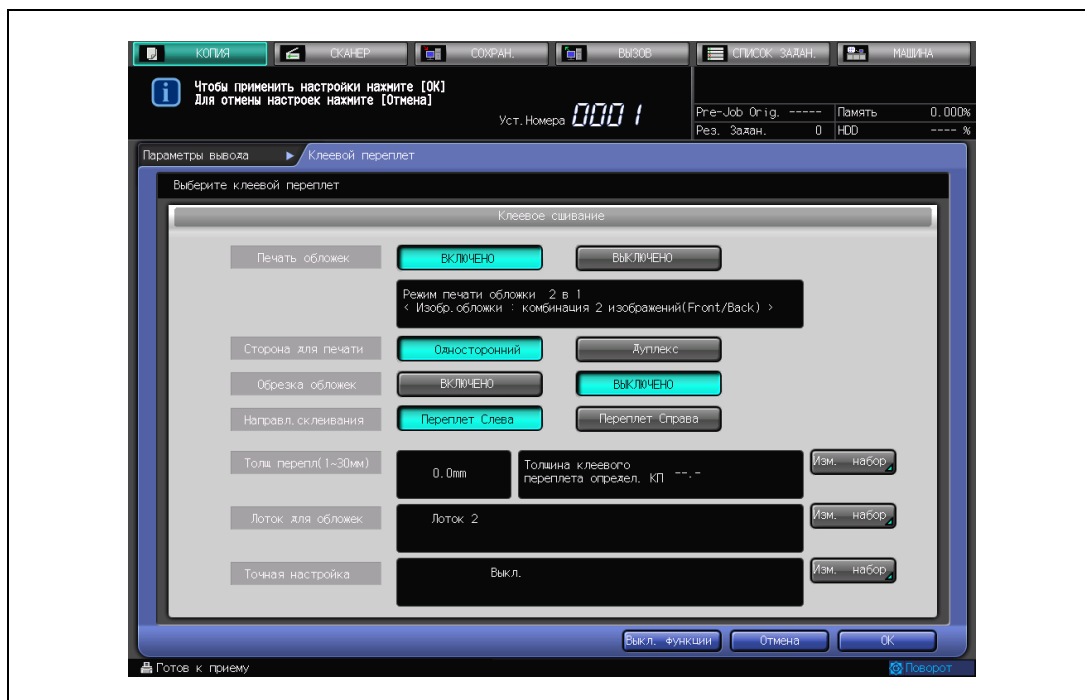 КОПИЯ СКАНЕР СОХРАН. ВЫЗОВ СПИСОК ЗАДАН. МАШИНА
Чтобы применить настройки нажмите [OK]
Для отмены настроек нажмите [Отмена]
Уст.Номера 0001
Pre-Job Orig. ----- Память 0.000%
Рез. Задан. 0 HDD ---- %
Параметры вывода Клеевой переплет
Выберите клеевой переплет
Клеевое сшивание
Печать обложек ВКЛЮЧЕНО ВЫКЛЮЧЕНО
Режим печати обложки 2 в 1
< Изобр.обложки : комбинация 2 изображений(Front/Back) >
Сторона для печати Односторонний Дуплекс
Обрезка обложек ВКЛЮЧЕНО ВЫКЛЮЧЕНО
Направл.склеивания Переплет Слева Переплет Справа
Толщ перепл(1~30мм) 0.0mm Толщина клеевого
переплета определ. КП --.- Изм. набор
Лоток для обложек Лоток 2 Изм. набор
Точная настройка Выкл. Изм. набор
Выкл. функции Отмена OK
Готов к приему Поворот